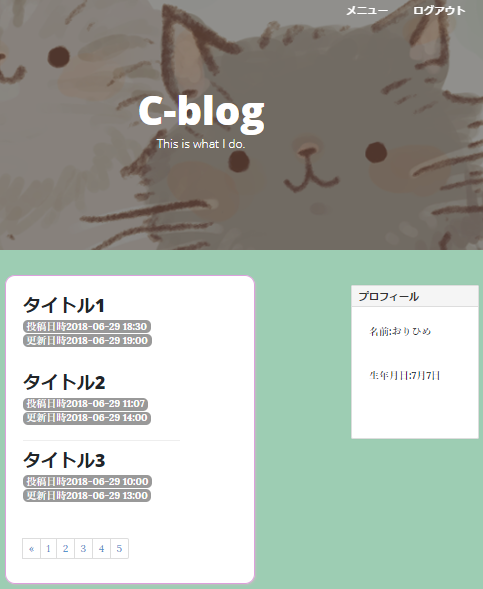 メニュー ログアウト
C-blog
This is what I do.
タイトル1
投稿日時2018-06-29 18:30
更新日時2018-06-29 19:00
タイトル2
投稿日時2018-06-29 11:07
更新日時2018-06-29 14:00
タイトル3
投稿日時2018-06-29 10:00
更新日時2018-06-29 13:00
« 1 2 3 4 5
プロフィール
名前:おりひめ
生年月日:7月7日